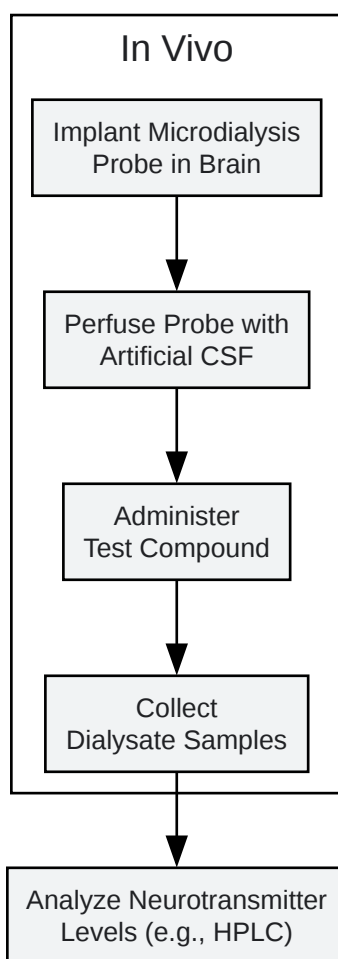 In Vivo
Implant Microdialysis
Probe in Brain
Perfuse Probe with
Artificial CSF
Administer
Test Compound
Collect
Dialysate Samples
Analyze Neurotransmitter
Levels (e.g., HPLC)